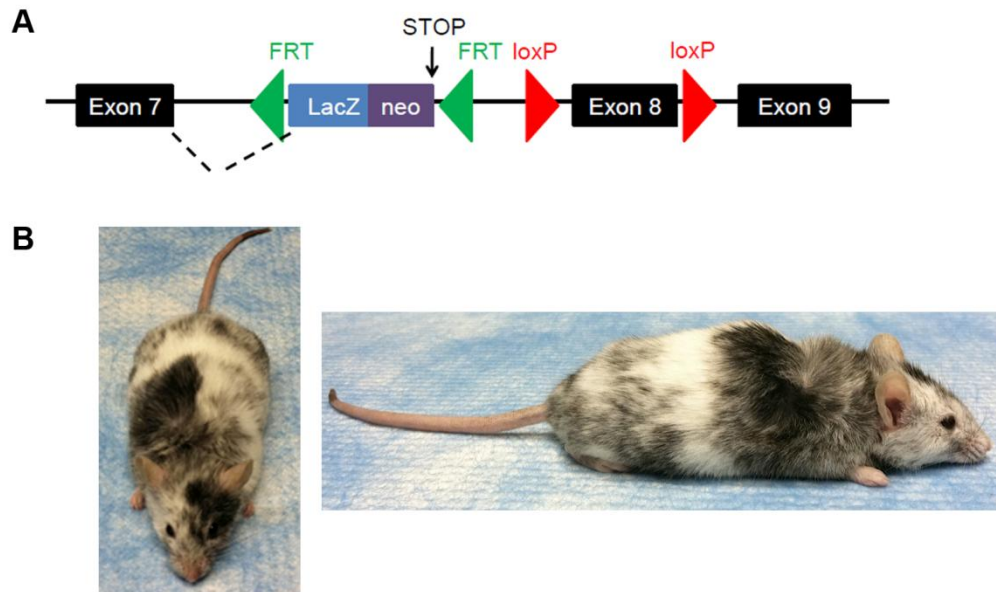 A
STOP
FRT FRT loxP loxP
Exon 7 LacZ neo Exon 8 Exon 9
B